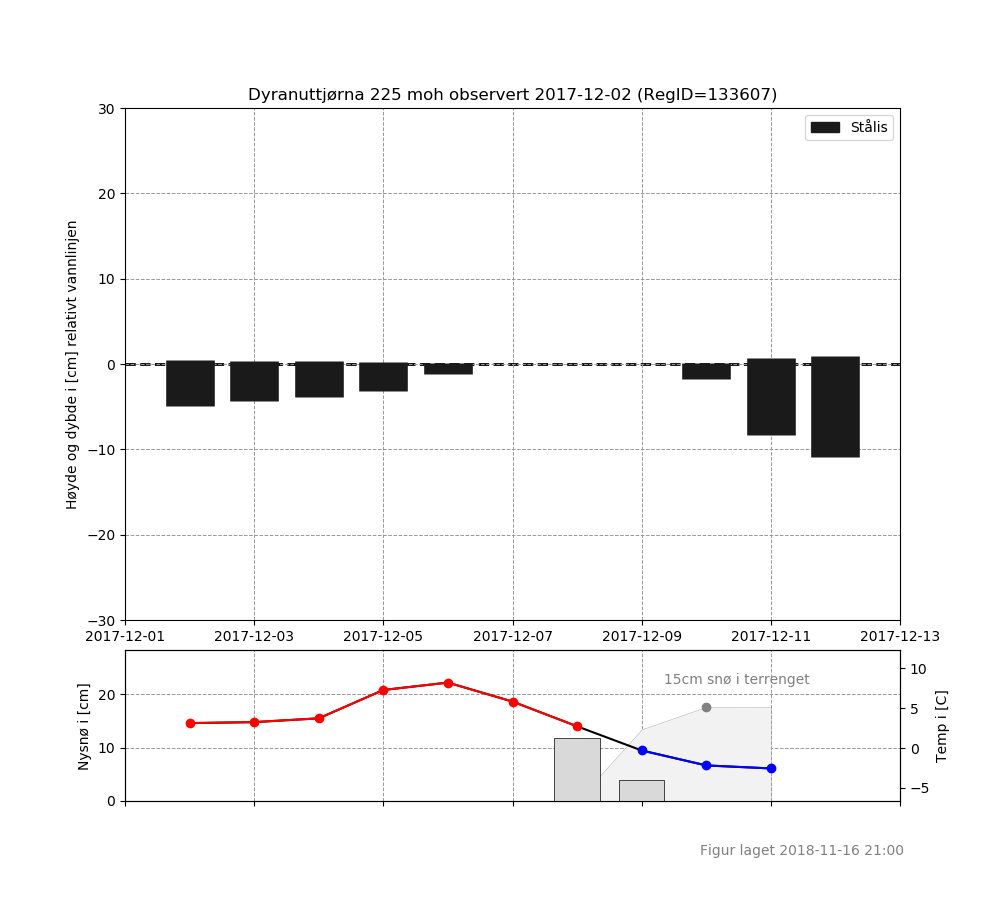 Dyranuttjørna 225 moh observert 2017-12-02 (RegID=133607)
Stålis
Høyde og dybde i [cm] relativt vannlinjen
30
20
10
0
−10
−20
−30
2017-12-01 2017-12-03 2017-12-05 2017-12-07 2017-12-09 2017-12-11 2017-12-13
Nysnø i [cm]
20
10
0
15cm snø i terrenget
10
5
0
−5
Temp i [C]
Figur laget 2018-11-16 21:00